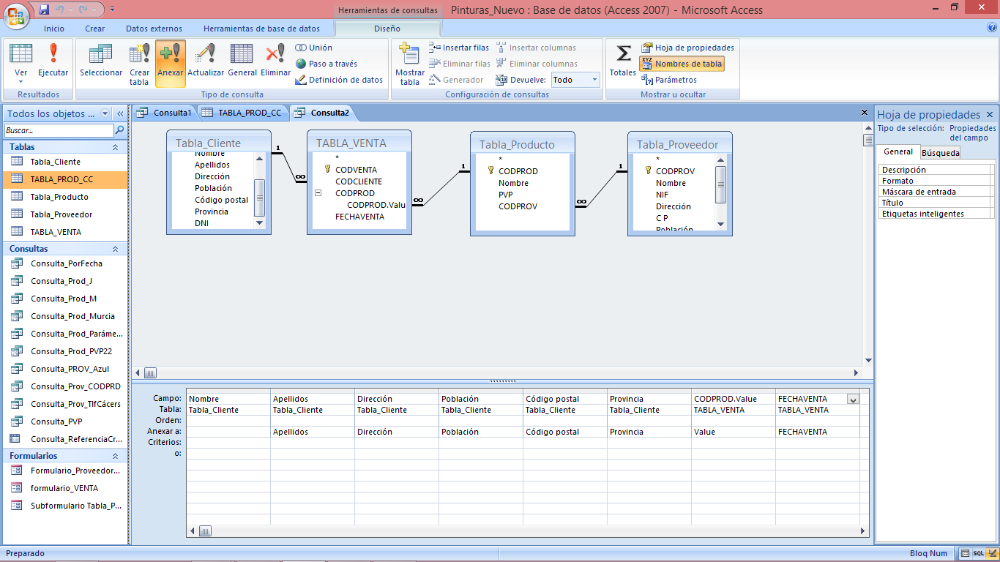 Herramientas de consultas
Pinturas_Nuevo : Base de datos (Access 2007) - Microsoft Access
Inicio
Crear
Datos externos
Herramientas de base de datos
Diseño
Ver
Ejecutar
Resultados
Seleccionar
Crear tabla
Anexar
Actualizar
General
Eliminar
Unión
Paso a través
Definición de datos
Tipo de consulta
Mostrar tabla
Insertar filas
Eliminar filas
Generador
Insertar columnas
Eliminar columnas
Devuelve: Todo
Configuración de consultas
Totales
Hoja de propiedades
Nombres de tabla
Parámetros
Mostrar u ocultar
Todos los objetos ...
Buscar...
Tablas
Tabla_Cliente
TABLA_PROD_CC
Tabla_Producto
Tabla_Proveedor
TABLA_VENTA
Consultas
Consulta_PorFecha
Consulta_Prod_J
Consulta_Prod_M
Consulta_Prod_Murcia
Consulta_Prod_Paráme...
Consulta_Prod_PVP22
Consulta_PROV_Azul
Consulta_Prov_CODPRD
Consulta_Prov_TlfCácers
Consulta_PVP
Consulta_ReferenciaCr...
Formularios
Formulario_Proveedor...
formulario_VENTA
Subformulario Tabla_P...
Consulta1
TABLA_PROD_CC
Consulta2
Tabla_Cliente
Nombre
Apellidos
Dirección
Población
Código postal
Provincia
DNI
1
∞
TABLA_VENTA
*
CODVENTA
CODCLIENTE
CODPROD
CODPROD.Valu
FECHAVENTA
∞
1
Tabla_Producto
*
CODPROD
Nombre
PVP
CODPROV
∞
1
Tabla_Proveedor
*
CODPROV
Nombre
NIF
Dirección
C P
Población
Campo: Nombre Apellidos Dirección Población Código postal Provincia CODPROD.Value FECHAVENTA
Tabla: Tabla_Cliente Tabla_Cliente Tabla_Cliente Tabla_Cliente Tabla_Cliente Tabla_Cliente TABLA_VENTA TABLA_VENTA
Orden:
Anexar a: Apellidos Dirección Población Código postal Provincia Value FECHAVENTA
Criterios:
o:
Hoja de propiedades
Tipo de selección: Propiedades
del campo
General
Búsqueda
Descripción
Formato
Máscara de entrada
Título
Etiquetas inteligentes
Preparado
Bloq Num
SQL